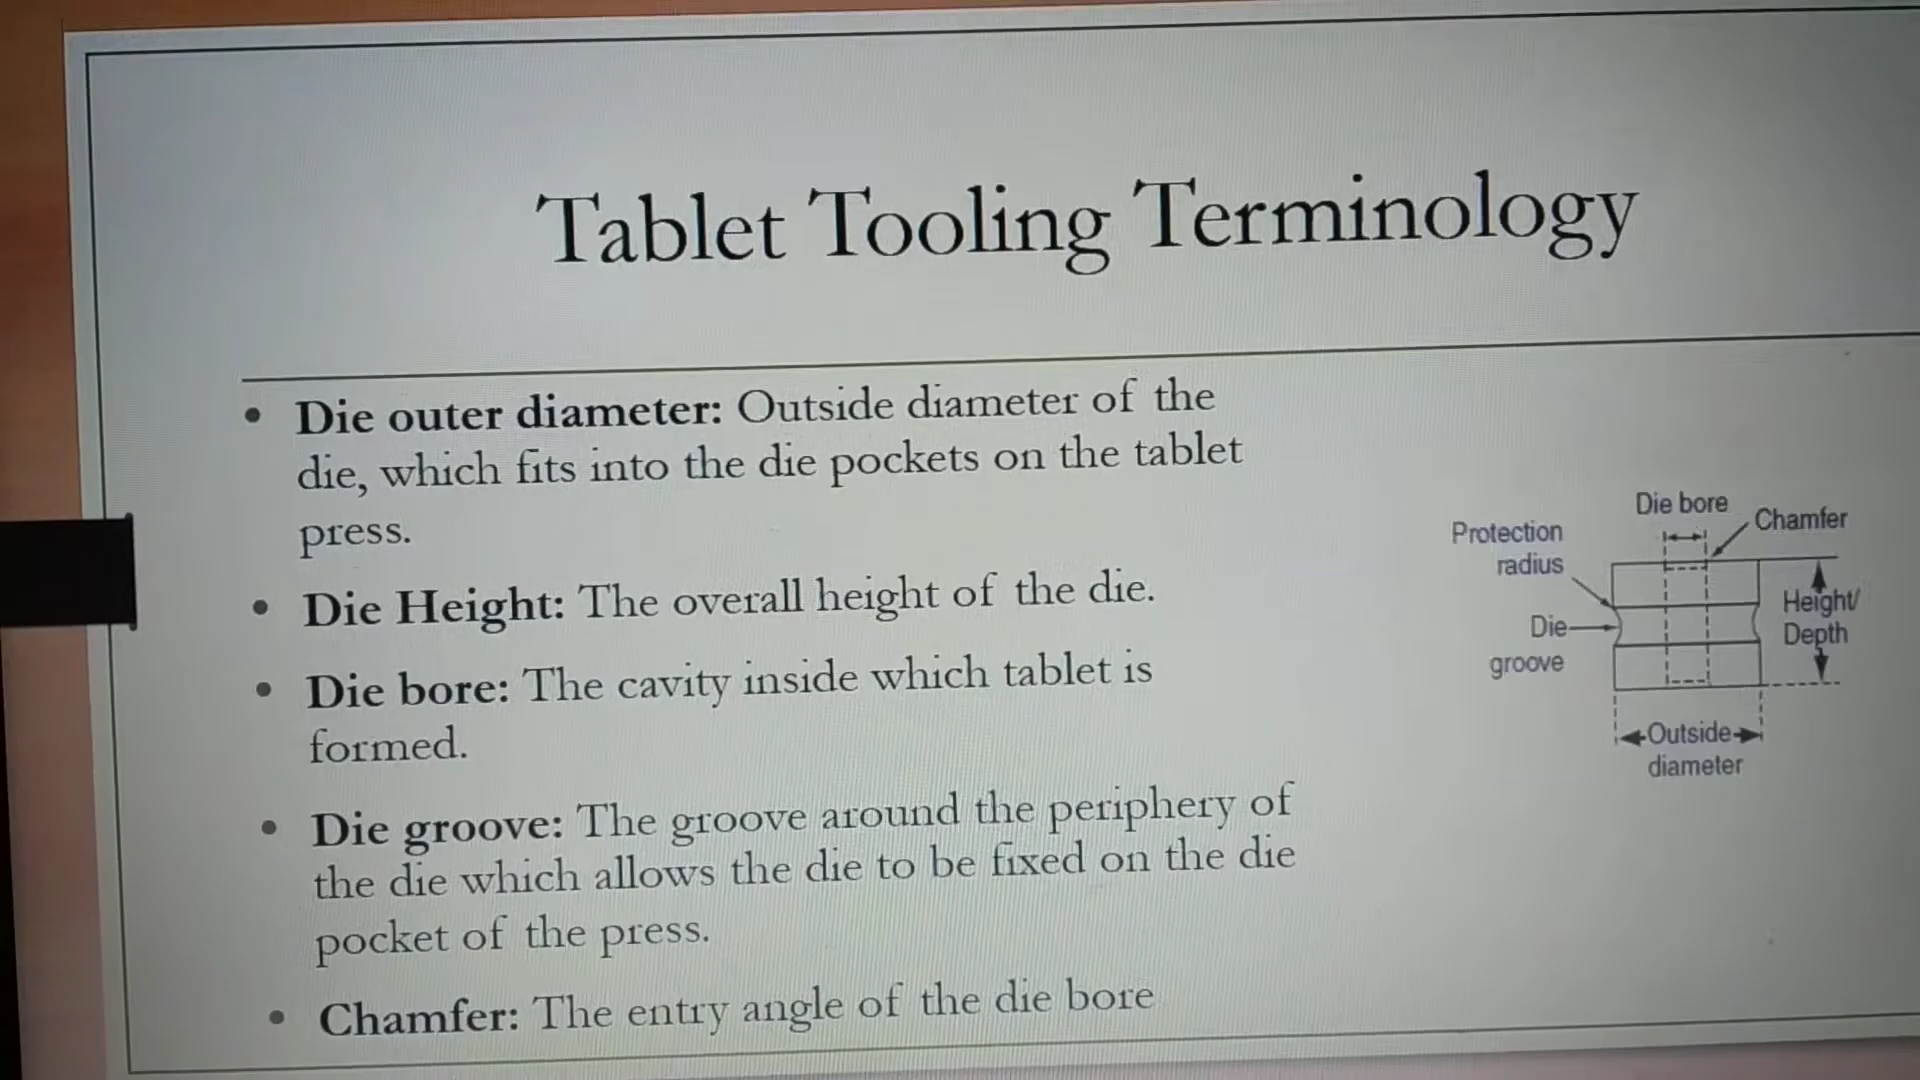 Tablet Tooling Terminology
• Die outer diameter: Outside diameter of the
die, which fits into the die pockets on the tablet
press.
• Die Height: The overall height of the die.
• Die bore: The cavity inside which tablet is
formed.
• Die groove: The groove around the periphery of
the die which allows the die to be fixed on the die
pocket of the press.
• Chamfer: The entry angle of the die bore
Die bore
Chamfer
Protection
radius
Die
groove
Height/
Depth
Outside
diameter